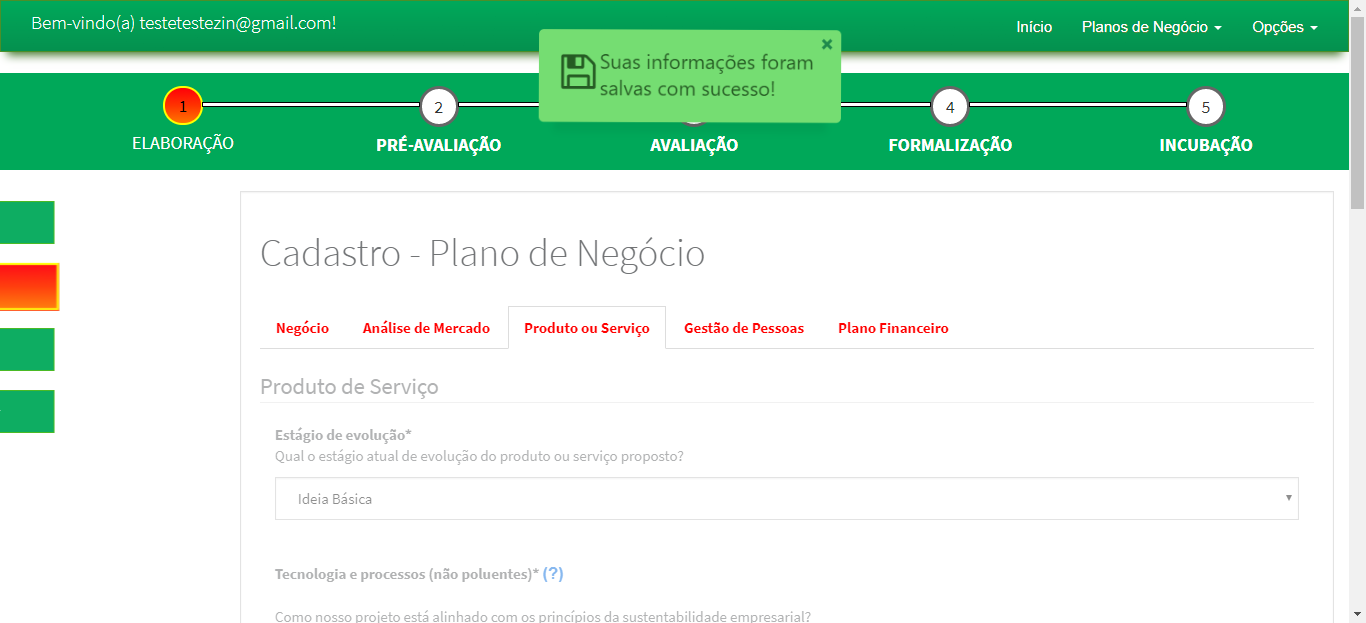 Bem-vindo(a) testetestezin@gmail.com!
Início Planos de Negócio Opções
Suas informações foram
salvas com sucesso!
1 2 4 5
ELABORAÇÃO PRÉ-AVALIAÇÃO AVALIAÇÃO FORMALIZAÇÃO INCUBAÇÃO
Cadastro - Plano de Negócio
Negócio Análise de Mercado Produto ou Serviço Gestão de Pessoas Plano Financeiro
Produto de Serviço
Estágio de evolução*
Qual o estágio atual de evolução do produto ou serviço proposto?
Ideia Básica
Tecnologia e processos (não poluentes)* (?)
Como nosso projeto está alinhado com os princípios da sustentabilidade empresarial?